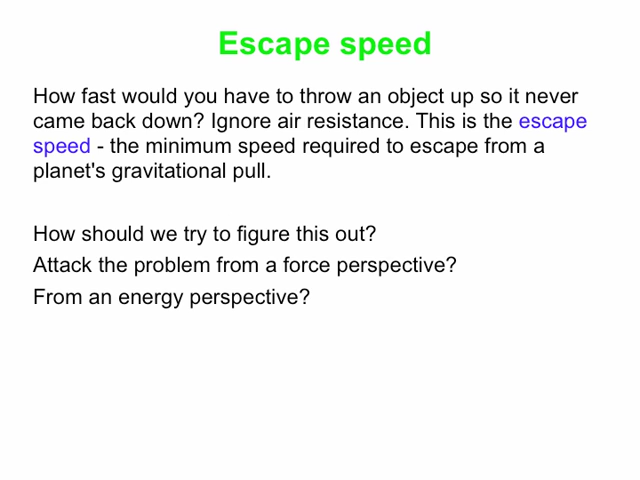 Escape speed
How fast would you have to throw an object up so it never
came back down? Ignore air resistance. This is the escape
speed - the minimum speed required to escape from a
planet's gravitational pull.
How should we try to figure this out?
Attack the problem from a force perspective?
From an energy perspective?